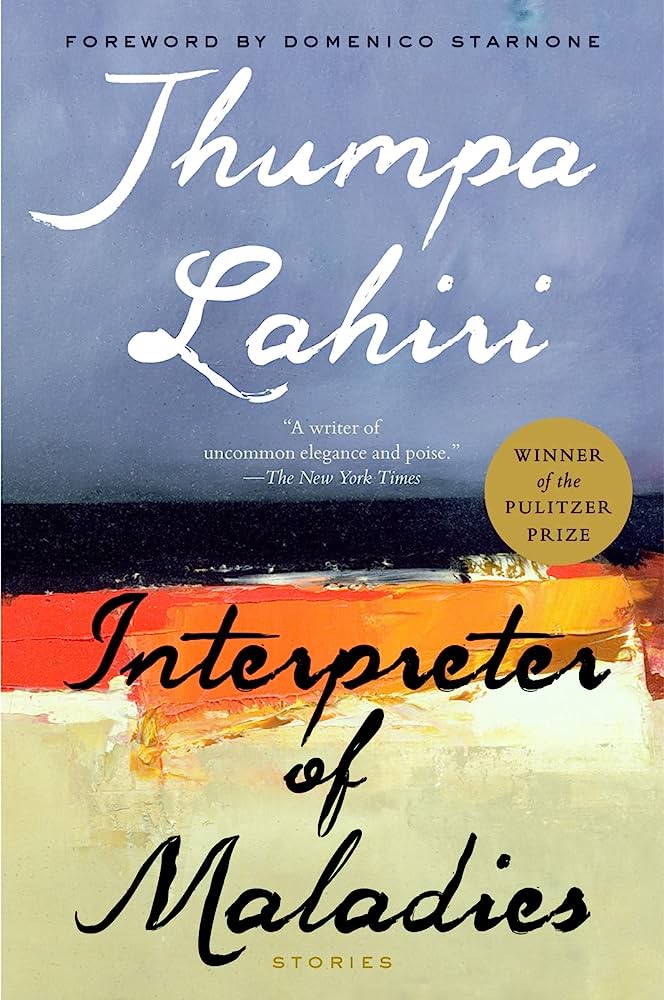 FOREWORD BY DOMENICO STARNONE
Jhumpa
Lahiri
“A writer of
uncommon elegance and poise.”
—The New York Times
WINNER
of the
PULITZER
PRIZE
Interpreter
of
Maladies
STORIES